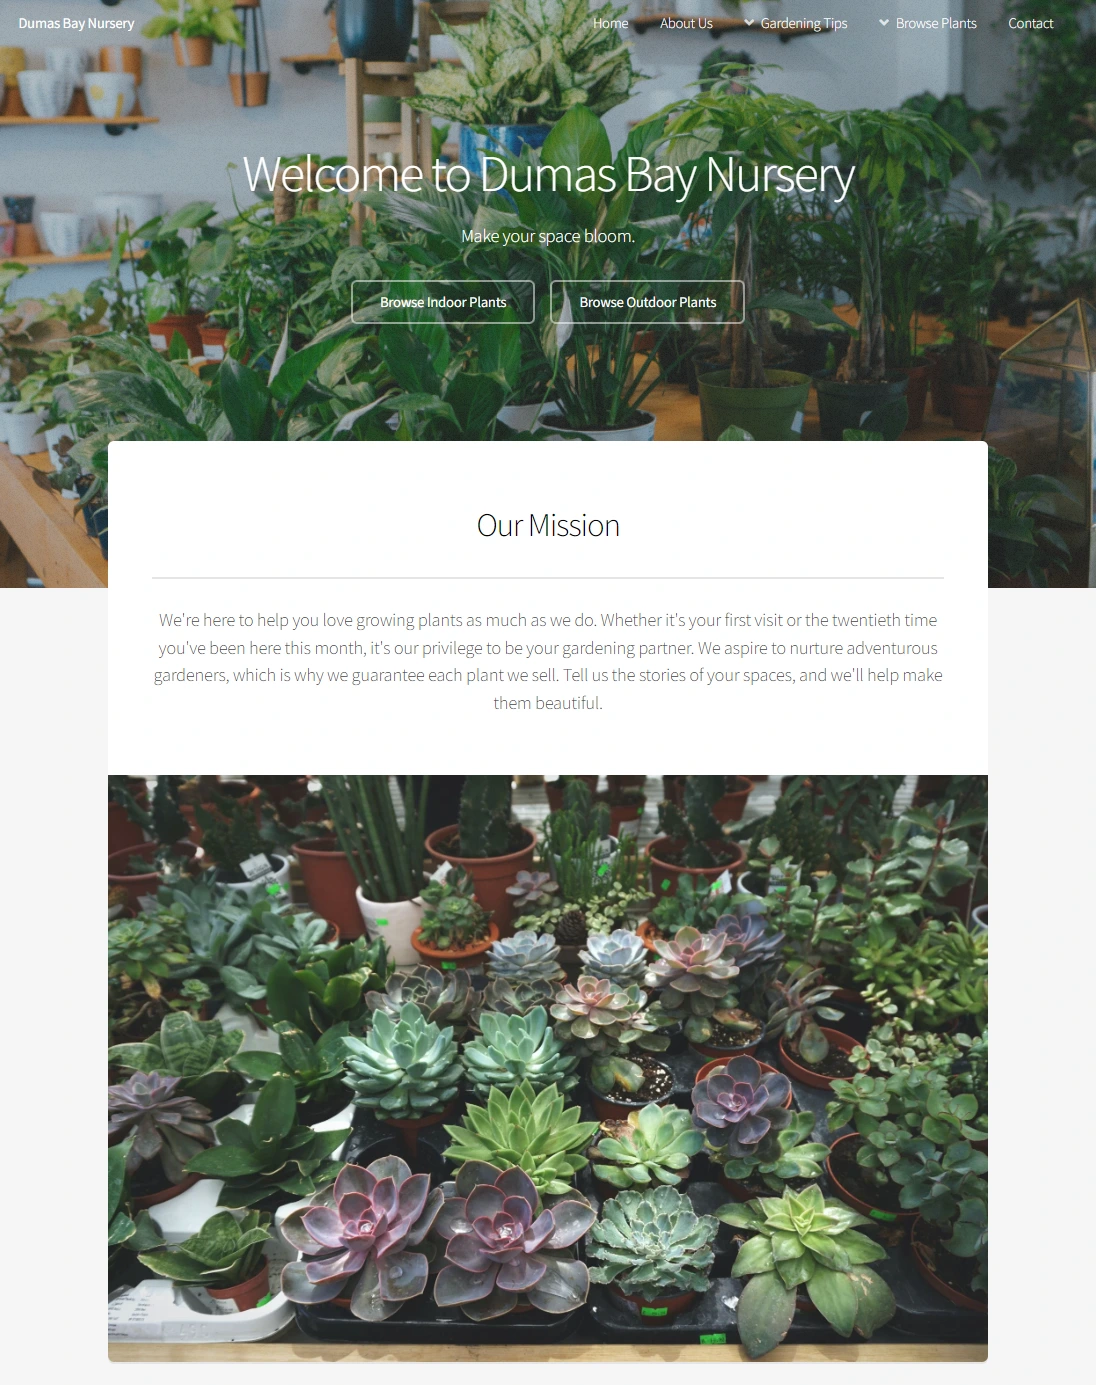 Dumas Bay Nursery
Home About Us Gardening Tips Browse Plants Contact
Welcome to Dumas Bay Nursery
Make your space bloom.
Browse Indoor Plants Browse Outdoor Plants
Our Mission
We're here to help you love growing plants as much as we do. Whether it's your first visit or the twentieth time
you've been here this month, it's our privilege to be your gardening partner. We aspire to nurture adventurous
gardeners, which is why we guarantee each plant we sell. Tell us the stories of your spaces, and we'll help make
them beautiful.